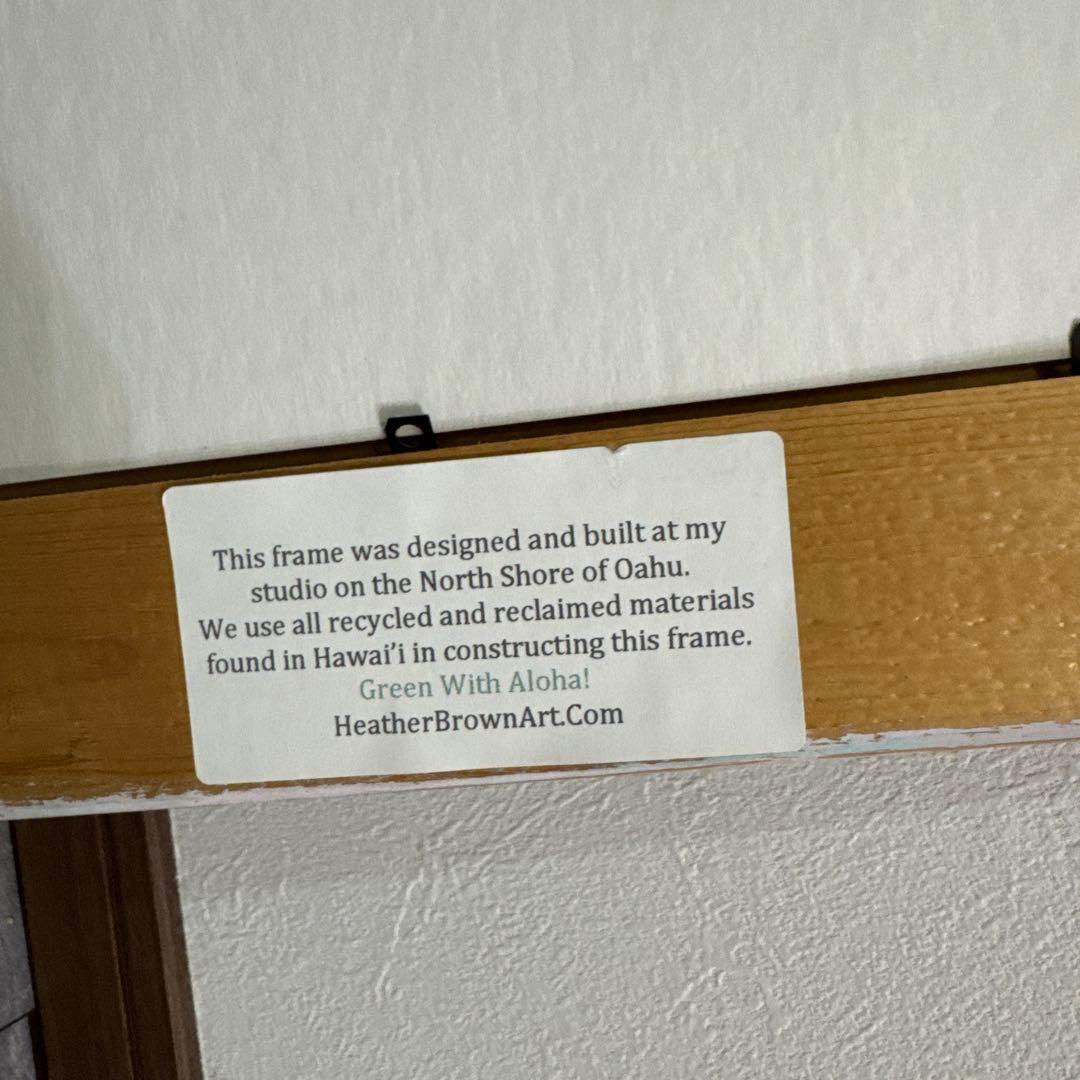 This frame was designed and built at my
studio on the North Shore of Oahu.
We use all recycled and reclaimed materials
found in Hawai’i in constructing this frame.
Green With Aloha!
HeatherBrownArt.Com